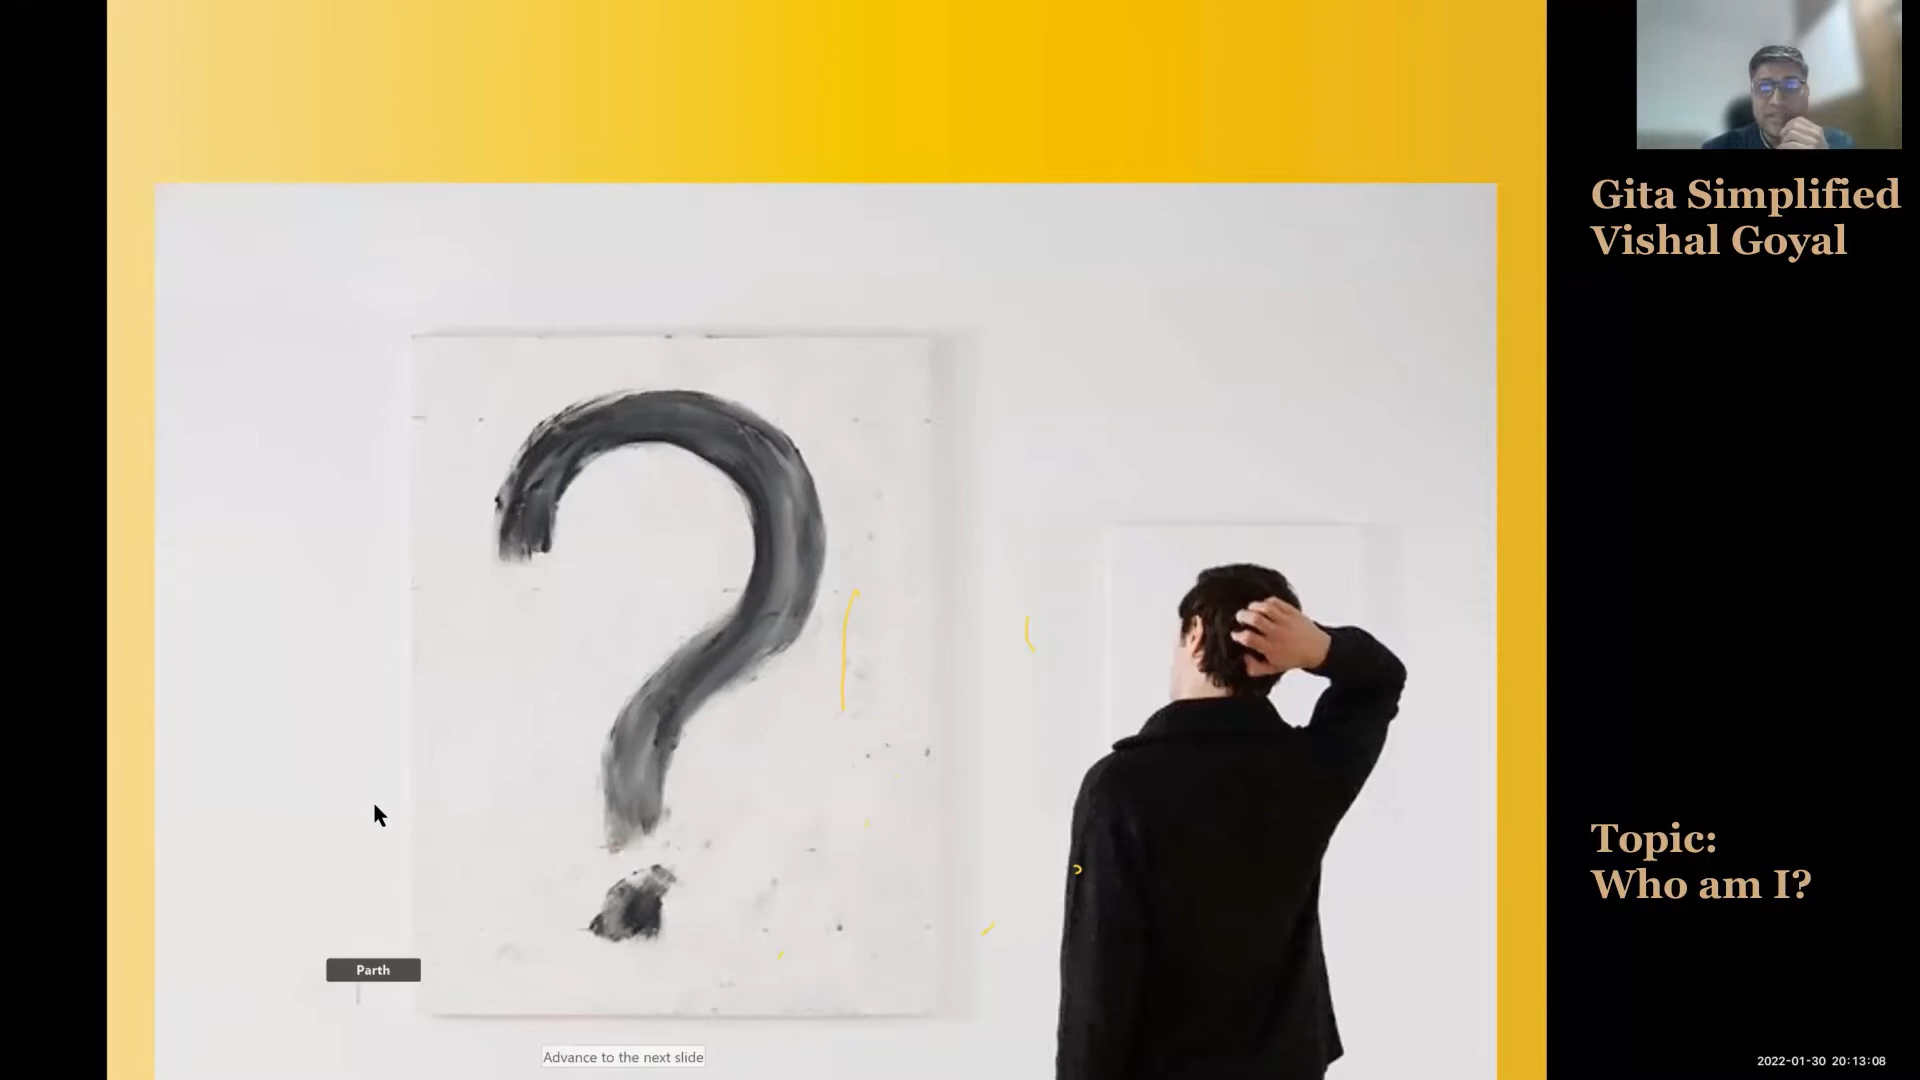 Gita Simplified
Vishal Goyal
?
Topic:
Who am I?
Parth
Advance to the next slide
2022-01-30 20:13:08